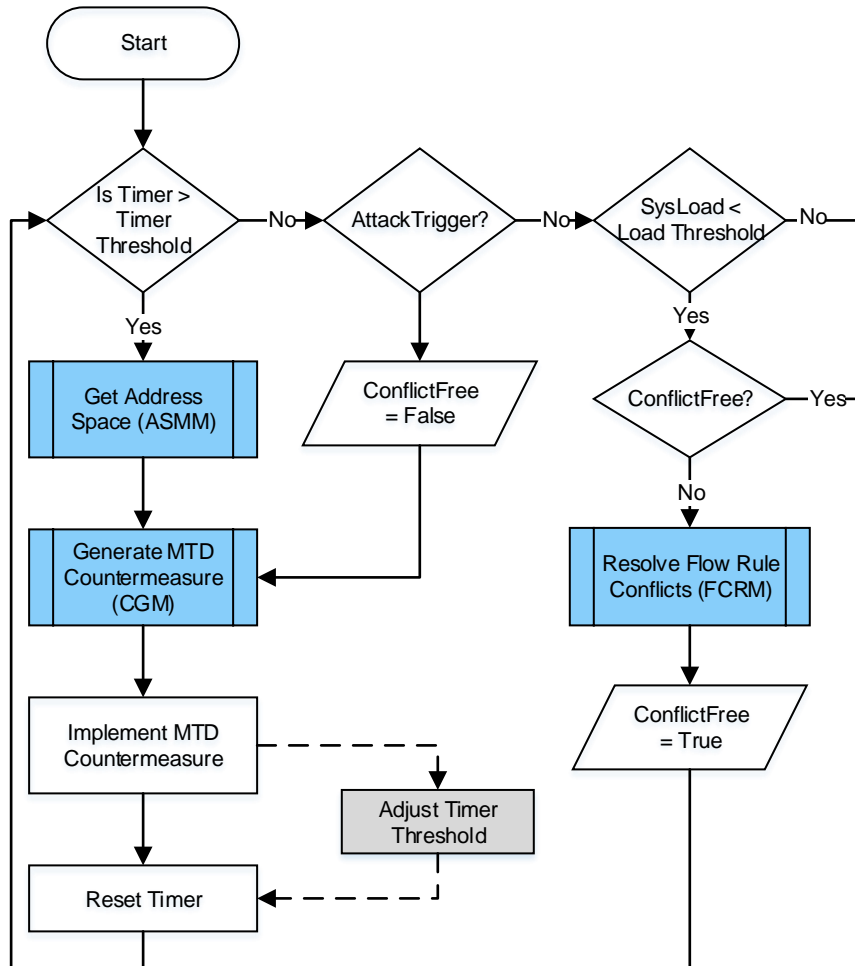 Start
Is Timer >
Timer
Threshold
No
AttackTrigger?
No
SysLoad <
Load Threshold
No
Yes
Yes
Get Address
Space (ASMM)
ConflictFree
= False
ConflictFree?
Yes
No
Generate MTD
Countermeasure
(CGM)
Resolve Flow Rule
Conflicts (FCRM)
Implement MTD
Countermeasure
ConflictFree
= True
Adjust Timer
Threshold
Reset Timer